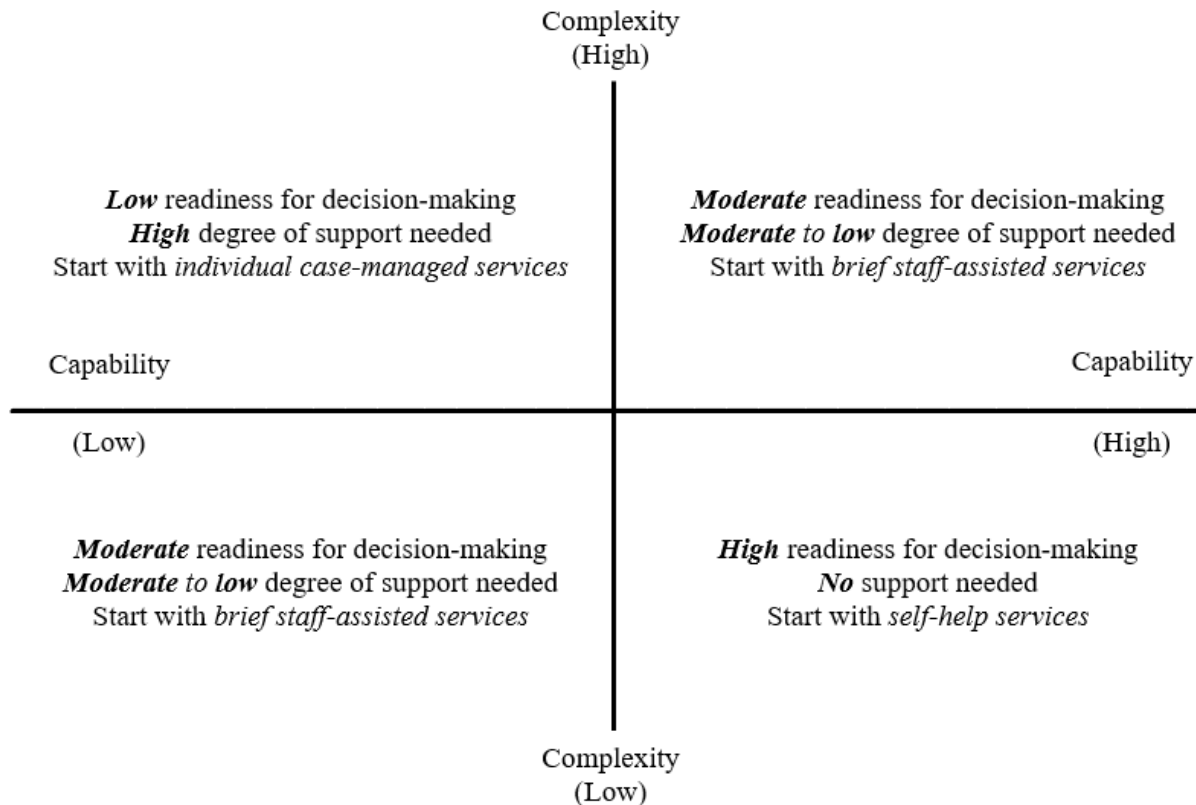 Complexity
(High)
Low readiness for decision-making
High degree of support needed
Start with individual case-managed services
Moderate readiness for decision-making
Moderate to low degree of support needed
Start with brief staff-assisted services
Capability
(Low)
Capability
(High)
Moderate readiness for decision-making
Moderate to low degree of support needed
Start with brief staff-assisted services
High readiness for decision-making
No support needed
Start with self-help services
Complexity
(Low)